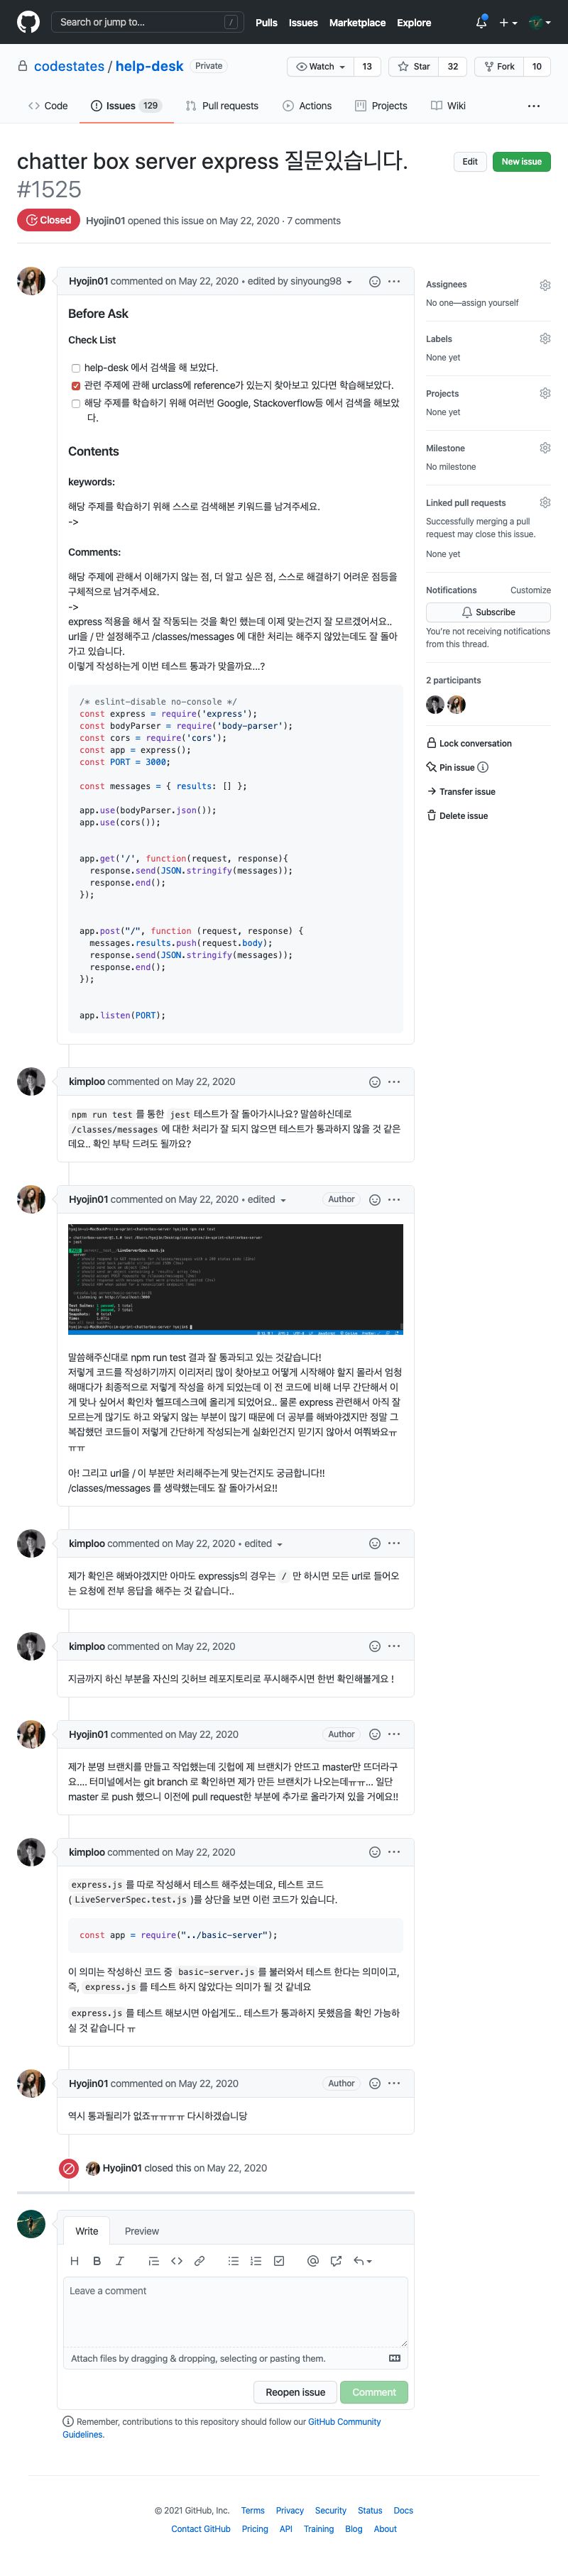 Search or jump to...
/
Pulls
Issues
Marketplace
Explore
codestates / help-desk
Private
Watch
13
Star
32
Fork
10
Code
Issues 129
Pull requests
Actions
Projects
Wiki
chatter box server express 질문있습니다.
#1525
Edit
New issue
Closed
Hyojin01 opened this issue on May 22, 2020 · 7 comments
Hyojin01 commented on May 22, 2020 • edited by sinyoung98
Before Ask
Check List
help-desk 에서 검색을 해 보았다.
관련 주제에 관해 urclass에 reference가 있는지 찾아보고 있다면 학습해보았다.
해당 주제를 학습하기 위해 여러번 Google, Stackoverflow등 에서 검색을 해보았
다.
Contents
keywords:
해당 주제를 학습하기 위해 스스로 검색해본 키워드를 남겨주세요.
->
Comments:
해당 주제에 관해서 이해가지 않는 점, 더 알고 싶은 점, 스스로 해결하기 어려운 점등을
구체적으로 남겨주세요.
->
express 적용을 해서 잘 작동되는 것을 확인 했는데 이제 맞는건지 잘 모르겠어서요..
url을 / 만 설정해주고 /classes/messages 에 대한 처리는 해주지 않았는데도 잘 돌아
가고 있습니다.
이렇게 작성하는게 이번 테스트 통과가 맞을까요...?
/* eslint-disable no-console */
const express = require('express');
const bodyParser = require('body-parser');
const cors = require('cors');
const app = express();
const PORT = 3000;
const messages = { results: [] };
app.use(bodyParser.json());
app.use(cors());
app.get('/', function(request, response){
response.send(JSON.stringify(messages));
response.end();
});
app.post("/", function (request, response) {
messages.results.push(request.body);
response.send(JSON.stringify(messages));
response.end();
});
app.listen(PORT);
Assignees
No one—assign yourself
Labels
None yet
Projects
None yet
Milestone
No milestone
Linked pull requests
Successfully merging a pull
request may close this issue.
None yet
Notifications
Customize
Subscribe
You're not receiving notifications
from this thread.
2 participants
Lock conversation
Pin issue
Transfer issue
Delete issue
kimploo commented on May 22, 2020
npm run test 를 통한 jest 테스트가 잘 돌아가시나요? 말씀하신데로
/classes/messages 에 대한 처리가 잘 되지 않으면 테스트가 통과하지 않을 것 같은
데요.. 확인 부탁 드려도 될까요?
Hyojin01 commented on May 22, 2020 • edited
Author
말씀해주신대로 npm run test 결과 잘 통과되고 있는 것같습니다!
저렇게 코드를 작성하기까지 이리저리 많이 찾아보고 어떻게 시작해야 할지 몰라서 엄청
해매다가 최종적으로 저렇게 작성을 하게 되었는데 이 전 코드에 비해 너무 간단해서 이
게 맞나 싶어서 확인차 헬프데스크에 올리게 되었어요.. 물론 express 관련해서 아직 잘
모르는게 많기도 하고 와닿지 않는 부분이 많기 때문에 더 공부를 해봐야겠지만 정말 그
복잡했던 코드들이 저렇게 간단하게 작성되는게 실화인건지 믿기지 않아서 여쭤봐요ㅠ
ㅠㅠ
아! 그리고 url을 / 이 부분만 처리해주는게 맞는건지도 궁금합니다!!
/classes/messages 를 생략했는데도 잘 돌아가서요!!
kimploo commented on May 22, 2020 • edited
제가 확인은 해봐야겠지만 아마도 expressjs의 경우는 / 만 하시면 모든 url로 들어오
는 요청에 전부 응답을 해주는 것 같습니다..
kimploo commented on May 22, 2020
지금까지 하신 부분을 자신의 깃허브 레포지토리로 푸시해주시면 한번 확인해볼게요 !
Hyojin01 commented on May 22, 2020
Author
제가 분명 브랜치를 만들고 작업했는데 깃헙에 제 브랜치가 안뜨고 master만 뜨더라구
요.... 터미널에서는 git branch 로 확인하면 제가 만든 브랜치가 나오는데ㅠㅠ... 일단
master 로 push 했으니 이전에 pull request한 부분에 추가로 올라가져 있을 거에요!!
kimploo commented on May 22, 2020
express.js 를 따로 작성해서 테스트 해주셨는데요, 테스트 코드
( LiveServerSpec.test.js )를 상단을 보면 이런 코드가 있습니다.
const app = require("../basic-server");
이 의미는 작성하신 코드 중 basic-server.js 를 불러와서 테스트 한다는 의미이고,
즉, express.js 를 테스트 하지 않았다는 의미가 될 것 같네요
express.js 를 테스트 해보시면 아쉽게도.. 테스트가 통과하지 못했음을 확인 가능하
실 것 같습니다 ㅠ
Hyojin01 commented on May 22, 2020
Author
역시 통과될리가 없죠ㅠㅠㅠㅠ 다시하겠습니당
Hyojin01 closed this on May 22, 2020
Write
Preview
Leave a comment
Attach files by dragging & dropping, selecting or pasting them.
Reopen issue
Comment
Remember, contributions to this repository should follow our GitHub Community
Guidelines.
© 2021 GitHub, Inc.
Terms
Privacy
Security
Status
Docs
Contact GitHub
Pricing
API
Training
Blog
About